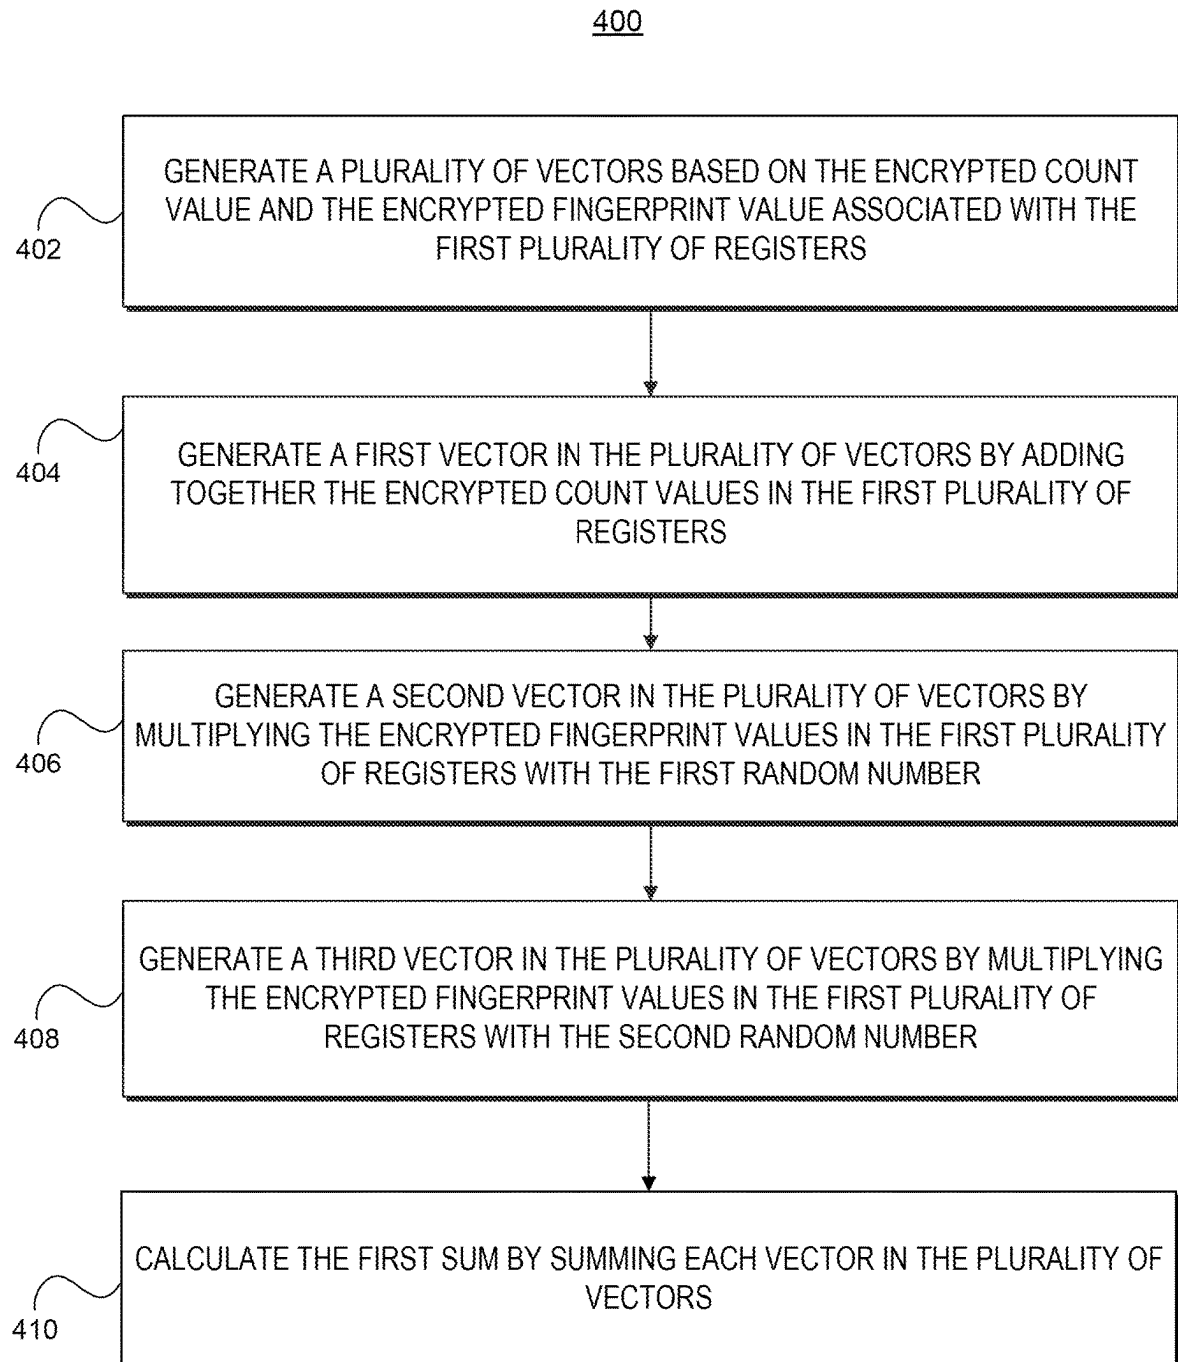 400
GENERATE A PLURALITY OF VECTORS BASED ON THE ENCRYPTED COUNT
VALUE AND THE ENCRYPTED FINGERPRINT VALUE ASSOCIATED WITH THE
FIRST PLURALITY OF REGISTERS
402
GENERATE A FIRST VECTOR IN THE PLURALITY OF VECTORS BY ADDING
TOGETHER THE ENCRYPTED COUNT VALUES IN THE FIRST PLURALITY OF
REGISTERS
404
GENERATE A SECOND VECTOR IN THE PLURALITY OF VECTORS BY
MULTIPLYING THE ENCRYPTED FINGERPRINT VALUES IN THE FIRST PLURALITY
OF REGISTERS WITH THE FIRST RANDOM NUMBER
406
GENERATE A THIRD VECTOR IN THE PLURALITY OF VECTORS BY MULTIPLYING
THE ENCRYPTED FINGERPRINT VALUES IN THE FIRST PLURALITY OF
REGISTERS WITH THE SECOND RANDOM NUMBER
408
CALCULATE THE FIRST SUM BY SUMMING EACH VECTOR IN THE PLURALITY OF
VECTORS
410